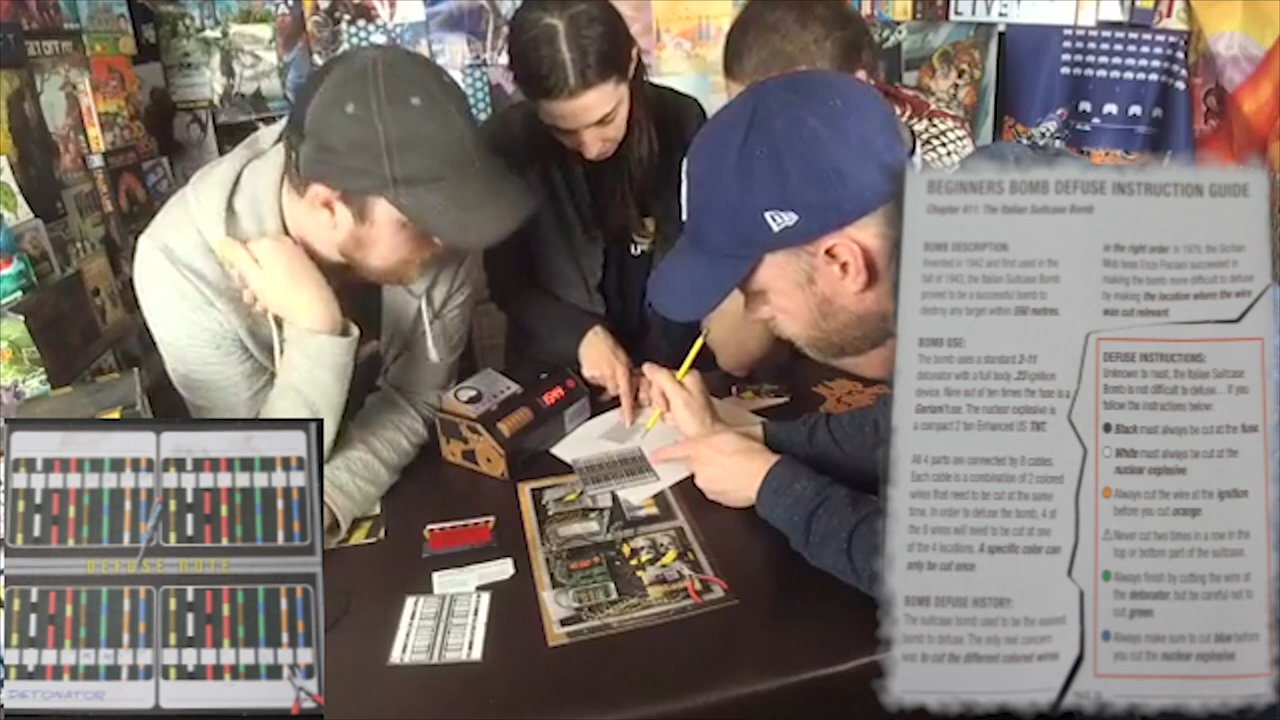 LIVE!
BEGINNERS BOMB DEFUSE INSTRUCTION GUIDE
Chapter #11: The Italian Suitcase Bomb
BOMB DESCRIPTION:
Invented in 1942 and first used in the
fall of 1943, the Italian Suitcase Bomb
proved to be a successful bomb to
destroy any target within metres.
BOMB USE:
The bomb uses a standard 2-11
detonator with a full body .23 ignition
device. Nine out of ten times the fuse is a
Goriani fuse. The nuclear explosive is
a compact 2 ton Enhanced US TNT.
All 4 parts are connected by 8 cables.
Each cable is a combination of 2 colored
wires that need to be cut at the same
time. In order to defuse the bomb, 4 of
the 8 wires will need to be cut at one
of the 4 locations. A specific color can
only be cut once.
BOMB DEFUSE HISTORY:
The suitcase bomb used to be the easiest
bomb to defuse. The only real concern
was to cut the different colored wires
in the right order. In 1979, the Sicilian
Mob boss Enzo succeeded in
making the bomb more difficult to defuse
by making the location where the wire
was cut relevant.
DEFUSE INSTRUCTIONS:
Unknown to most, the Italian Suitcase
Bomb is not difficult to defuse... if you
follow the instructions below:
Black must always be cut at the fuse.
White must always be cut at the
nuclear explosive.
Always cut the wire at the ignition
before you cut orange.
Never cut two times in a row in the
top or bottom part of the suitcase.
Always finish by cutting the wire at
the detonator, but be careful not to
cut green.
Always make sure to cut blue before
you cut the nuclear explosive.
DEFUSE NOTE
DETONATOR